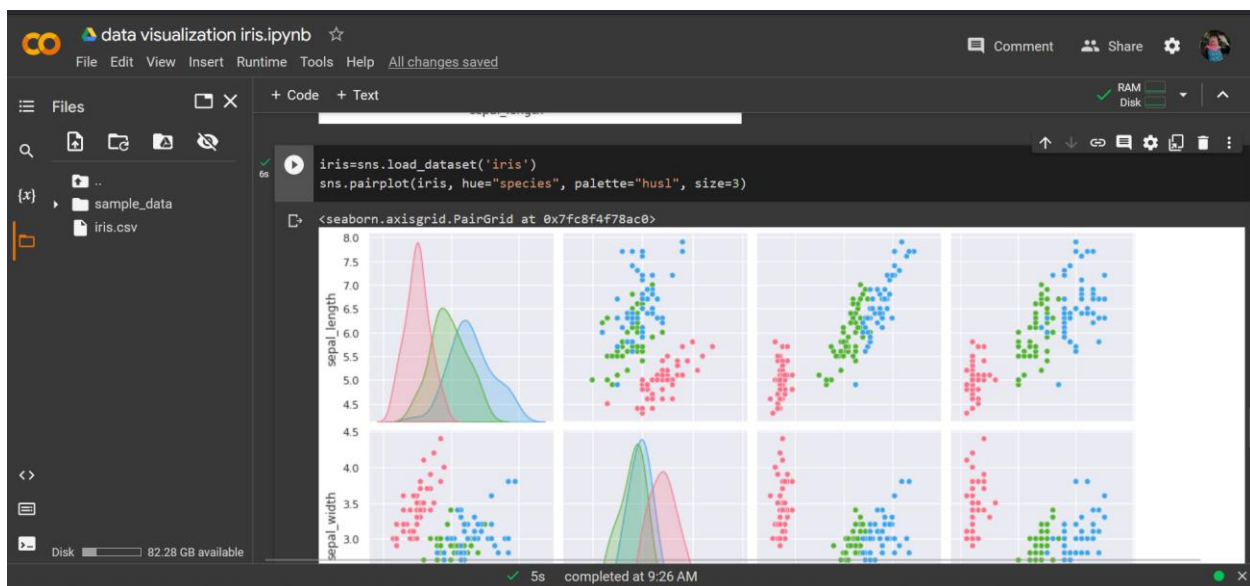 data visualization iris.ipynb
File Edit View Insert Runtime Tools Help All changes saved
Comment
Share
Files
+ Code + Text
RAM
Disk
{x}
..
sample_data
iris.csv
6s
iris=sns.load_dataset('iris')
sns.pairplot(iris, hue="species", palette="husl", size=3)
<seaborn.axisgrid.PairGrid at 0x7fc8f4f78ac0>
8.0
7.5
7.0
6.5
6.0
5.5
5.0
4.5
sepal_length
4.5
4.0
3.5
3.0
sepal_width
Disk 82.28 GB available
5s completed at 9:26 AM